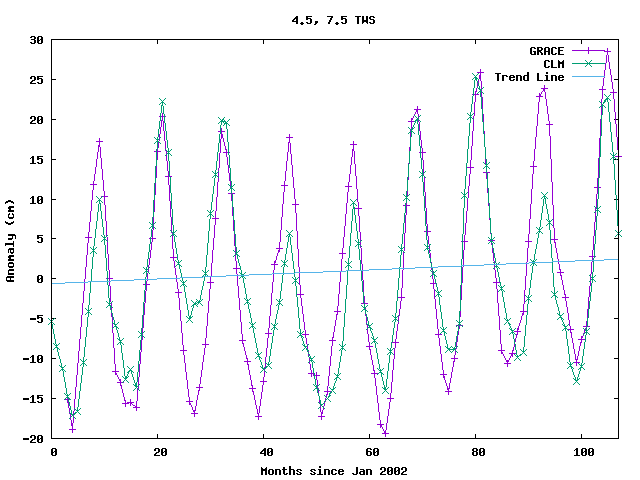 4.5, 7.5 TWS
30
25
20
15
10
5
0
-5
-10
-15
-20
Anomaly (cm)
GRACE
CLM
Trend Line
0 20 40 60 80 100
Months since Jan 2002